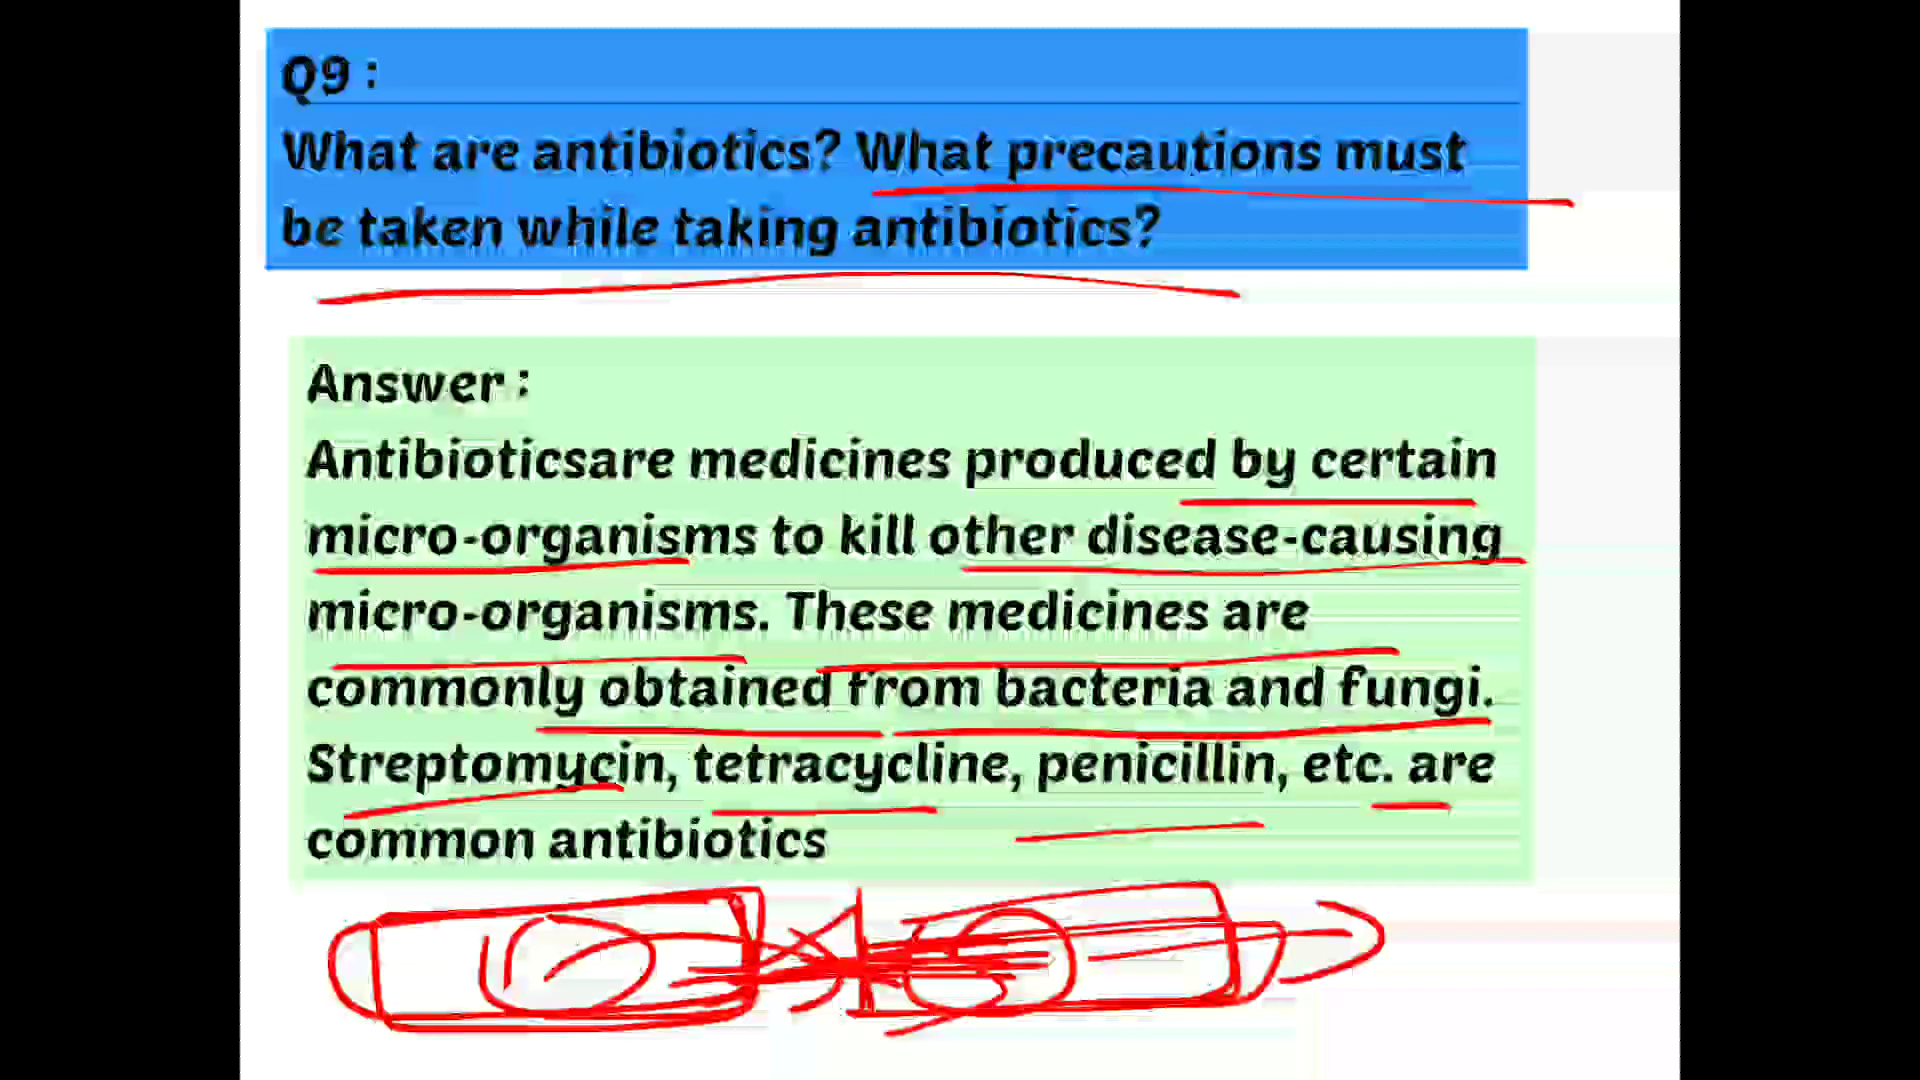 Q9 :
What are antibiotics? What precautions must
be taken while taking antibiotics?
Answer :
Antibioticsare medicines produced by certain
micro-organisms to kill other disease-causing
micro-organisms. These medicines are
commonly obtained from bacteria and fungi.
Streptomycin, tetracycline, penicillin, etc. are
common antibiotics